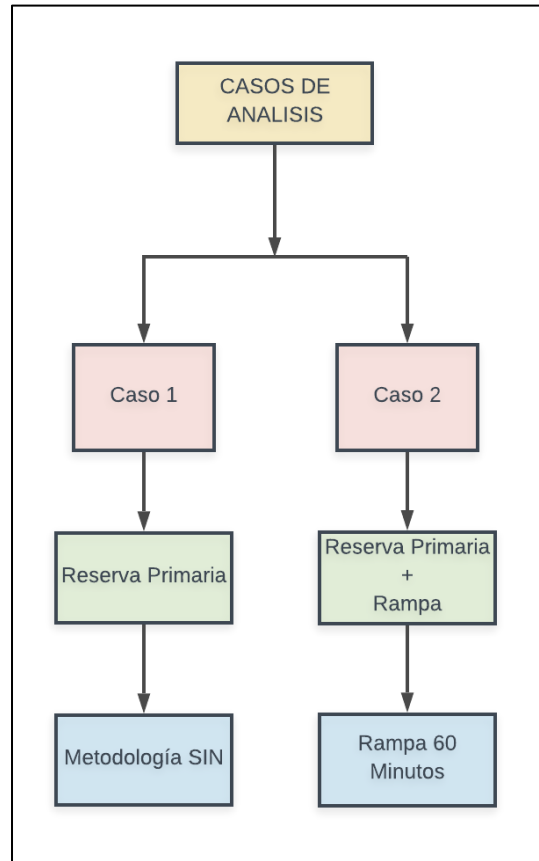 CASOS DE
ANALISIS
Caso 1
Caso 2
Reserva Primaria
Reserva Primaria
+
Rampa
Metodología SIN
Rampa 60
Minutos